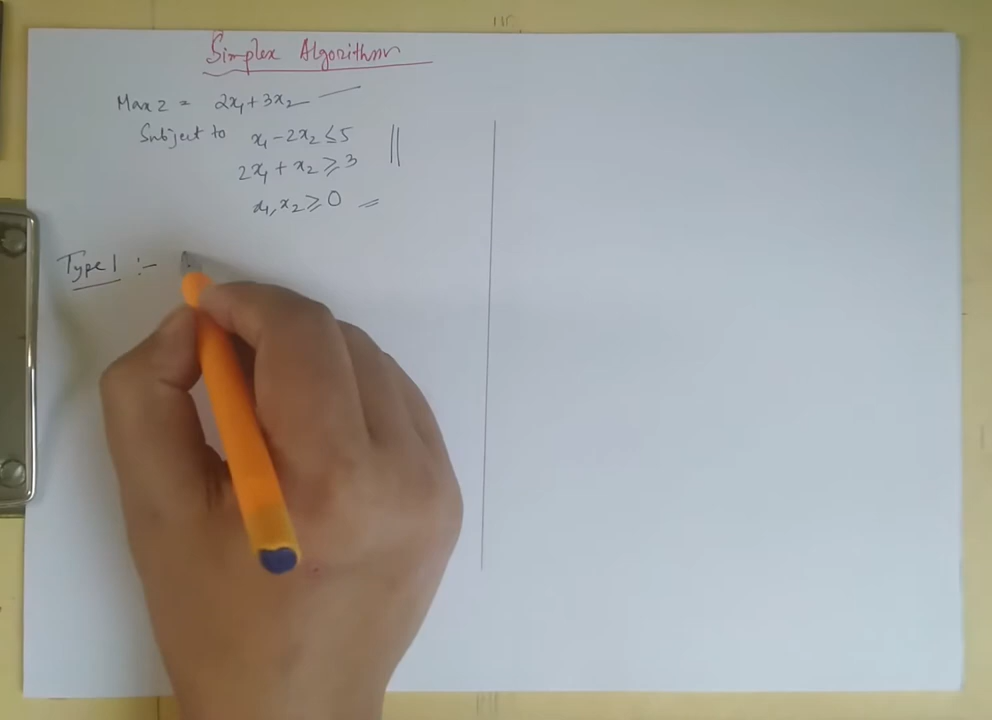 Simplex Algorithm
Max Z = 2x₁ + 3x₂
Subject to x₁ - 2x₂ ≤ 5
2x₁ + x₂ ≥ 3
x₁, x₂ ≥ 0
Type 1 :-